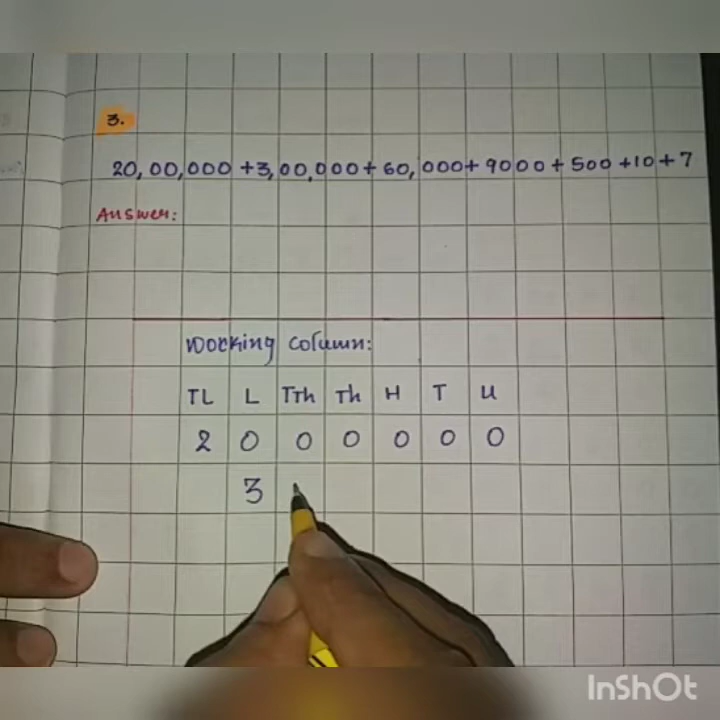 3.
20,00,000 +3,00,000+ 60,000+ 9000+ 500 +10+7
Answer:
Working column:
TL L Tth Th H T U
2 0 0 0 0 0 0
3
InShOt